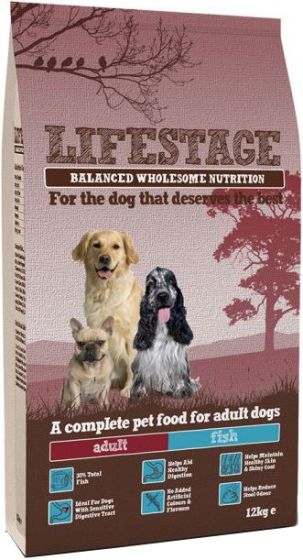 LIFESTAGE
BALANCED WHOLESOME NUTRITION
For the dog that deserves the best
A complete pet food for adult dogs
adult
fish
30% Total
Fish
Helps Aid
Healthy
Digestion
Helps Maintain
Healthy Skin
& Shiny Coat
Ideal For Dogs
With Sensitive
Digestive Tract
No Added
Artificial
Colours &
Flavours
Helps Reduce
Stool Odour
12kg e